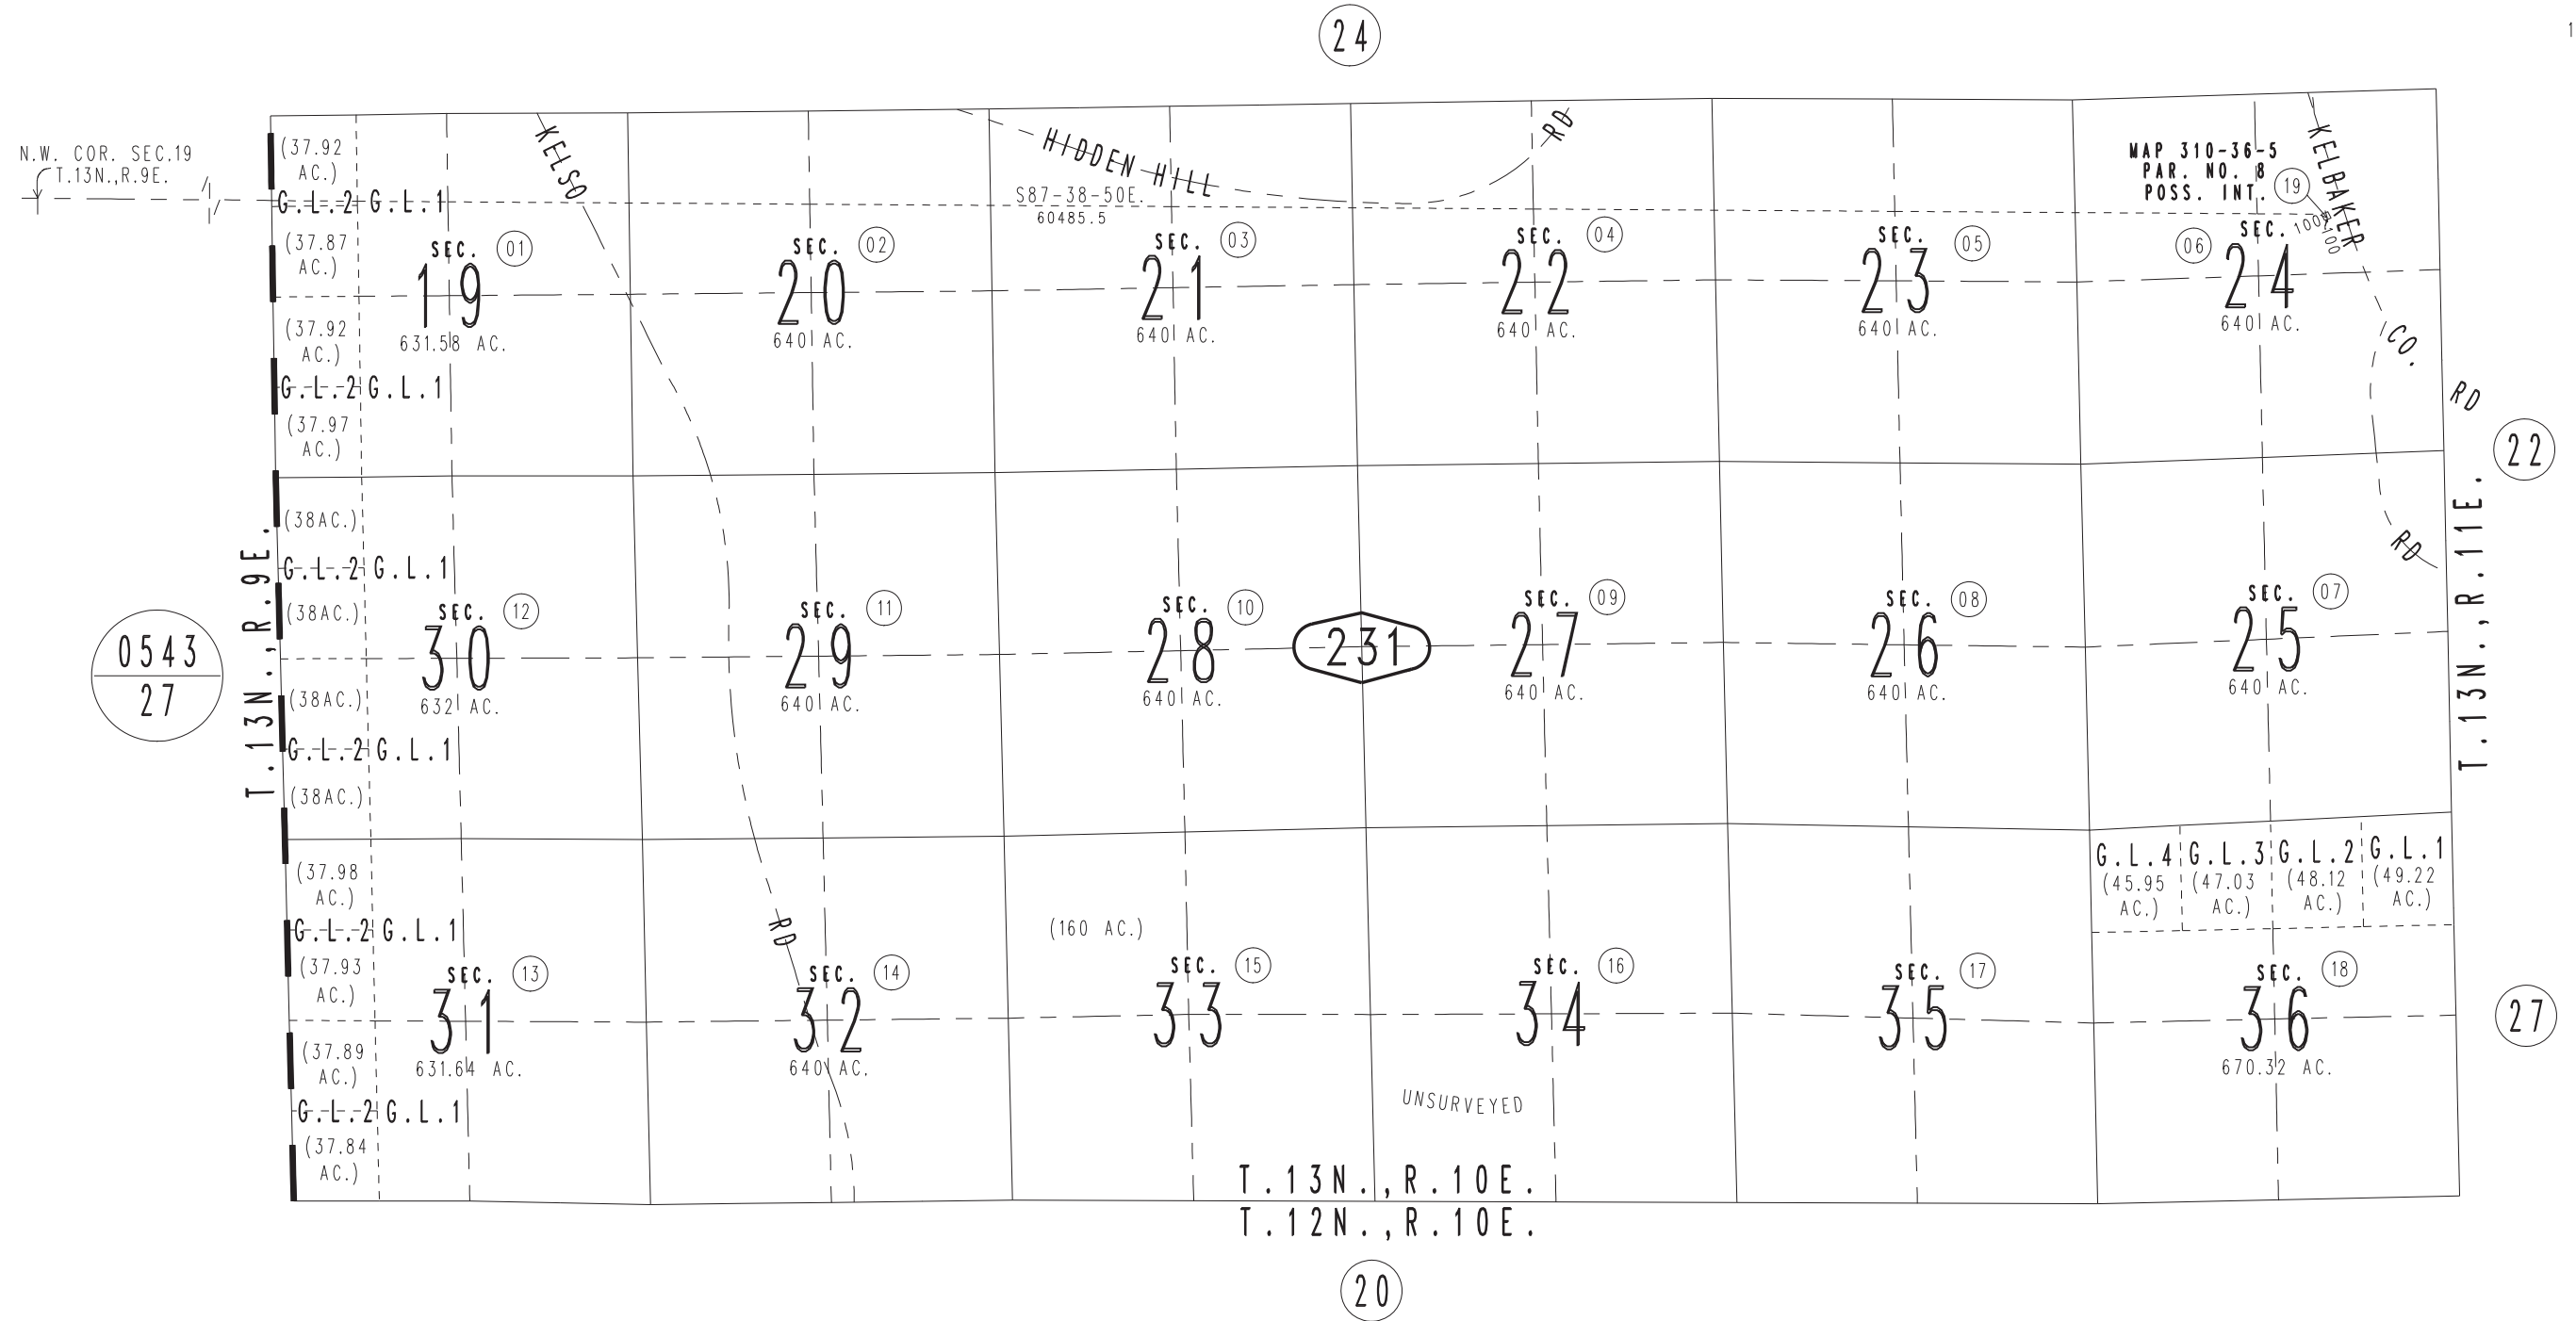 24
1
N.W. COR. SEC.19
T.13N.,R.9E.
(37.92
AC.)
G.L.2 G.L.1
(37.87
AC.)
SEC. 01
19
631.58 AC.
(37.92
AC.)
G.L.2 G.L.1
(37.97
AC.)
KELSO
SEC. 02
20
640 AC.
HIDDEN HILL
RD
S87-38-50E.
60485.5
SEC. 03
21
640 AC.
SEC. 04
22
640 AC.
SEC. 05
23
640 AC.
MAP 310-36-5
PAR. NO. 8
POSS. INT. 19
KELBAKER
100
100
06 SEC.
24
640 AC.
CO.
RD
22
T.13N.,R.9E.
0543
27
(38AC.)
G.L.2 G.L.1
(38AC.)
SEC. 12
30
632 AC.
(38AC.)
G.L.2 G.L.1
(38AC.)
SEC. 11
29
640 AC.
SEC. 10
28
640 AC.
231
SEC. 09
27
640 AC.
SEC. 08
26
640 AC.
SEC. 07
25
640 AC.
RD
T.13N.,R.11E.
(37.98
AC.)
G.L.2 G.L.1
(37.93
AC.)
SEC. 13
31
631.64 AC.
(37.89
AC.)
G.L.2 G.L.1
(37.84
AC.)
RD
SEC. 14
32
640 AC.
(160 AC.)
SEC. 15
33
SEC. 16
34
UNSURVEYED
SEC. 17
35
G.L.4 G.L.3 G.L.2 G.L.1
(45.95 (47.03 (48.12 (49.22
AC.) AC.) AC.) AC.)
SEC. 18
36
670.32 AC.
27
T.13N.,R.10E.
T.12N.,R.10E.
20